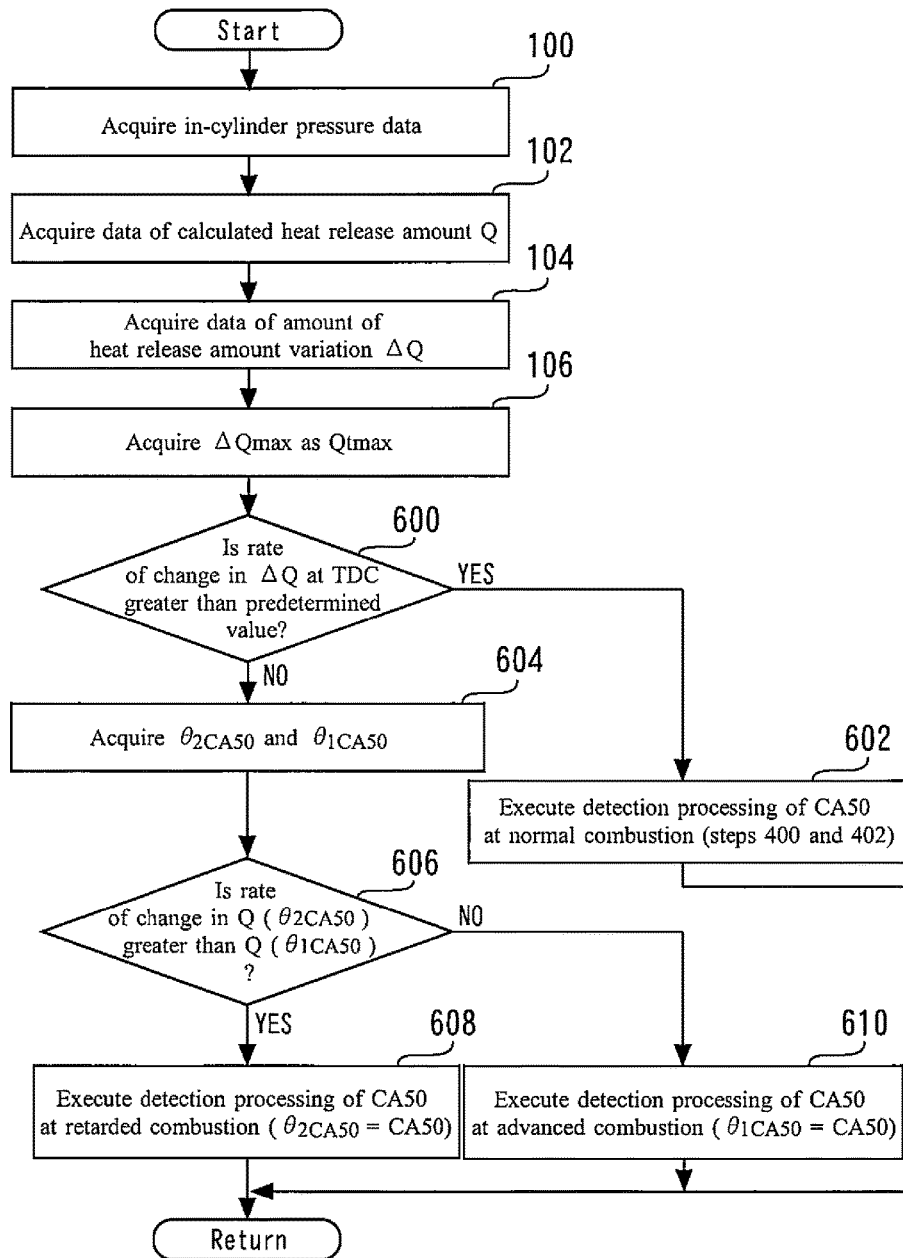 Start
100
Acquire in-cylinder pressure data
102
Acquire data of calculated heat release amount Q
104
Acquire data of amount of
heat release amount variation ΔQ
106
Acquire ΔQmax as Qtmax
600
Is rate
of change in ΔQ at TDC
greater than predetermined
value?
YES
NO
604
Acquire θ2CA50 and θ1CA50
602
Execute detection processing of CA50
at normal combustion (steps 400 and 402)
606
Is rate
of change in Q (θ2CA50)
greater than Q (θ1CA50)
?
NO
YES
608
Execute detection processing of CA50
at retarded combustion (θ2CA50 = CA50)
610
Execute detection processing of CA50
at advanced combustion (θ1CA50 = CA50)
Return